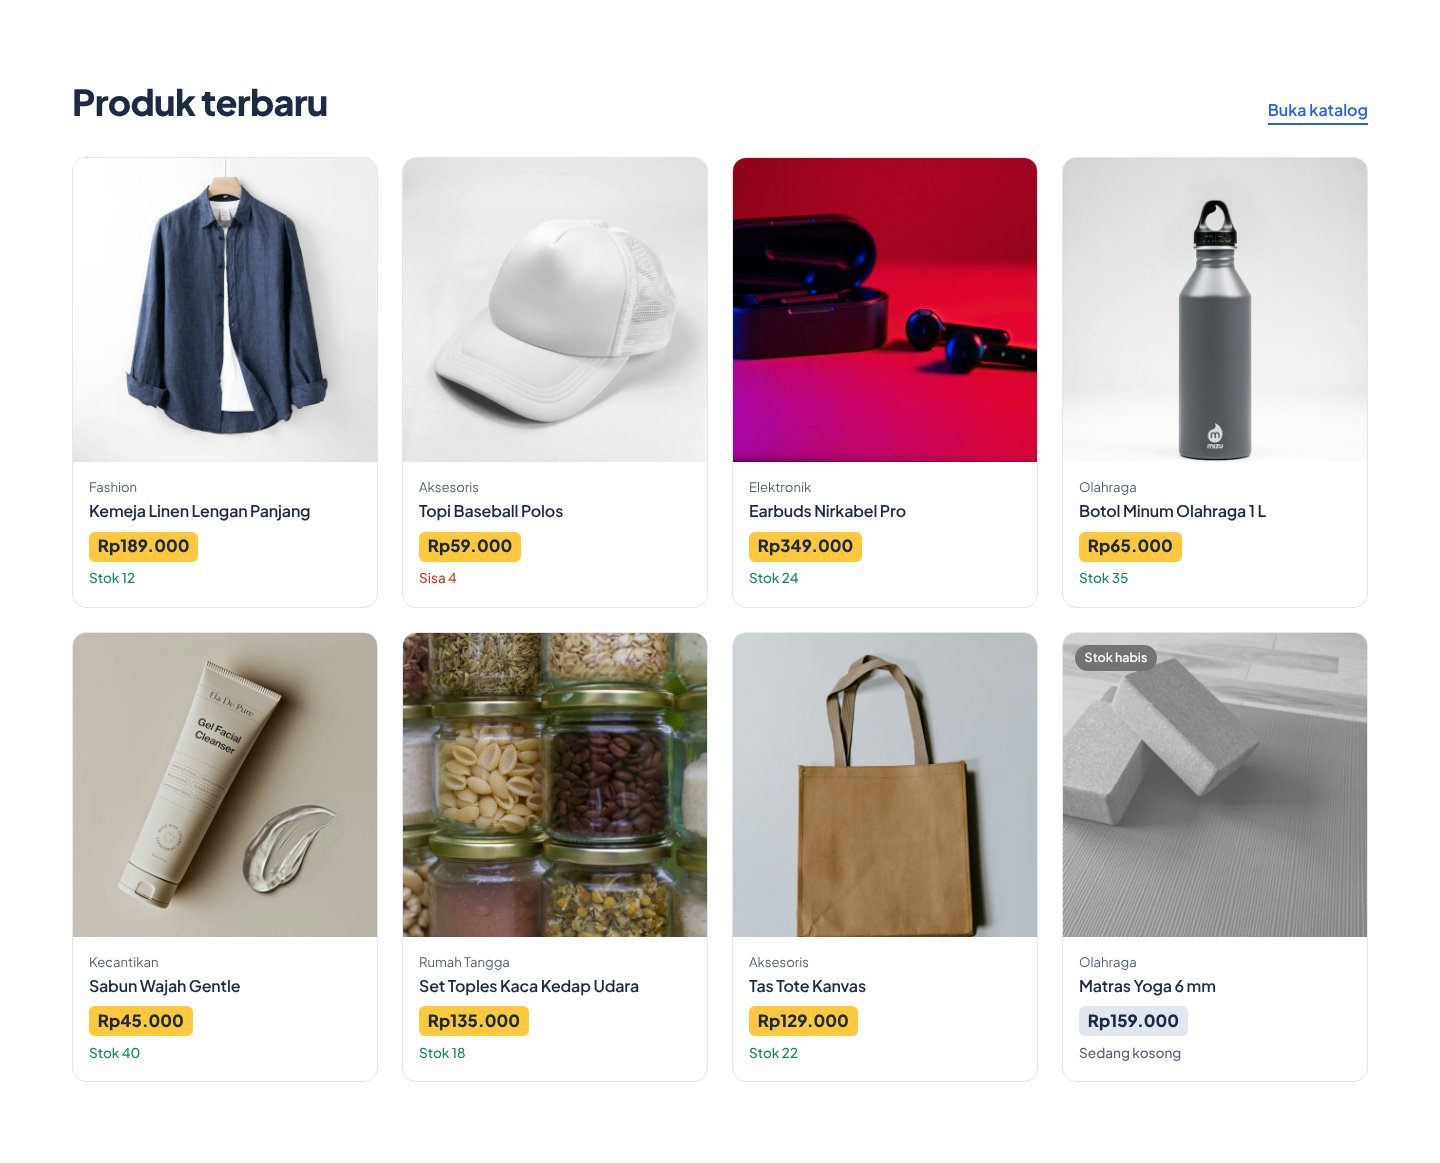 Produk terbaru
Buka katalog
mizu
Fashion
Kemeja Linen Lengan Panjang
Rp189.000
Stok 12
Aksesoris
Topi Baseball Polos
Rp59.000
Sisa 4
Elektronik
Earbuds Nirkabel Pro
Rp349.000
Stok 24
Olahraga
Botol Minum Olahraga 1 L
Rp65.000
Stok 35
Ela De Pure
Gel Facial
Cleanser
Stok habis
Kecantikan
Sabun Wajah Gentle
Rp45.000
Stok 40
Rumah Tangga
Set Toples Kaca Kedap Udara
Rp135.000
Stok 18
Aksesoris
Tas Tote Kanvas
Rp129.000
Stok 22
Olahraga
Matras Yoga 6 mm
Rp159.000
Sedang kosong